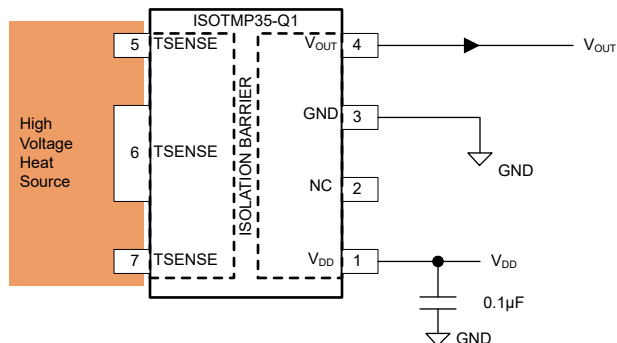 ISOTMP35-Q1
5 TSENSE
VOUT 4
VOUT
High
Voltage
Heat
Source
6 TSENSE
ISOLATION BARRIER
GND 3
GND
NC 2
7 TSENSE
VDD 1
VDD
0.1µF
GND